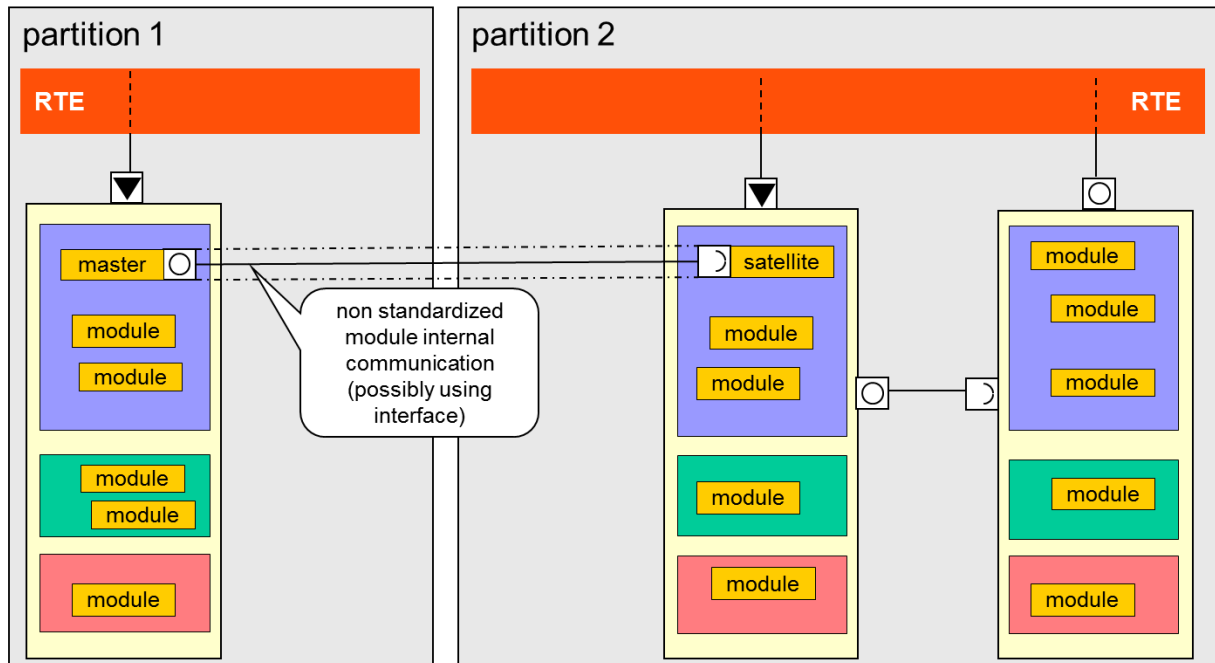 partition 1
RTE
master
module
module
module
module
module
non standardized
module internal
communication
(possibly using
interface)
partition 2
RTE
satellite
module
module
module
module
module
module
module
module
module